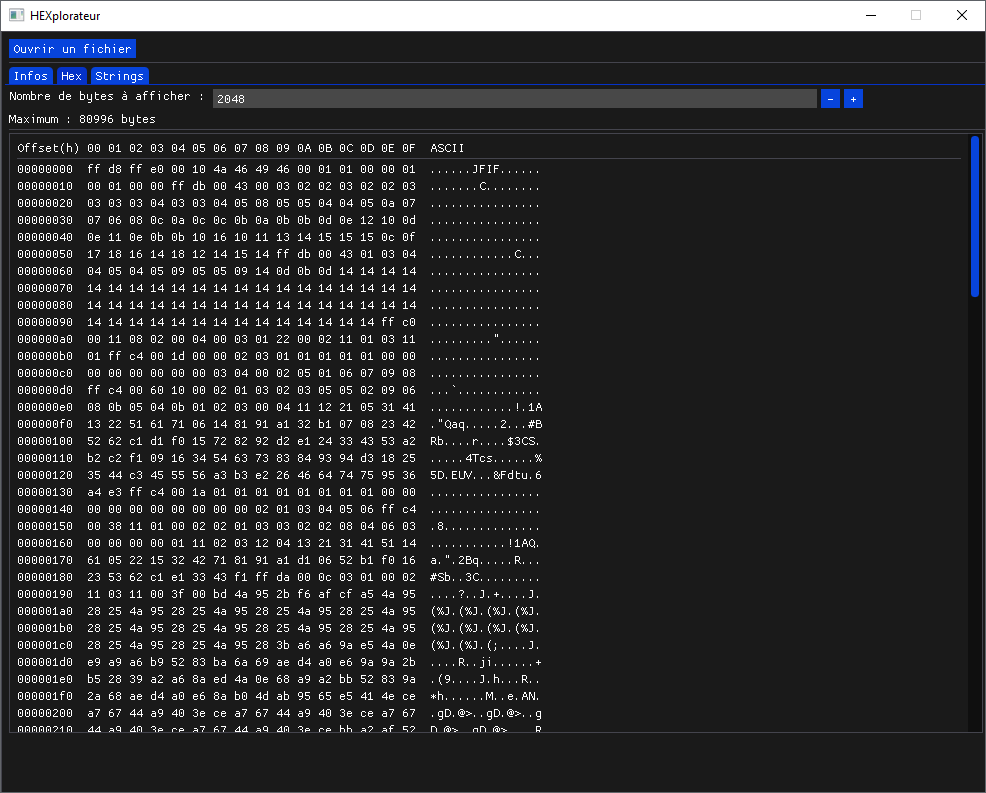 HEXplorateur
Ouvrir un fichier
Infos Hex Strings
Nombre de bytes à afficher : 2048 - +
Maximum : 80996 bytes
Offset(h) 00 01 02 03 04 05 06 07 08 09 0A 0B 0C 0D 0E 0F ASCII
00000000 ff d8 ff e0 00 10 4a 46 49 46 00 01 01 00 00 01 ......JFIF......
00000010 00 01 00 00 ff db 00 43 00 03 02 02 03 02 02 03 .......C........
00000020 03 03 03 04 03 03 04 05 08 05 05 04 04 05 0a 07 ................
00000030 07 06 08 0c 0a 0c 0c 0b 0a 0b 0b 0d 0e 12 10 0d ................
00000040 0e 11 0e 0b 0b 10 16 10 11 13 14 15 15 15 0c 0f ................
00000050 17 18 16 14 18 12 14 15 14 ff db 00 43 01 03 04 ............C...
00000060 04 05 04 05 09 05 05 09 14 0d 0b 0d 14 14 14 14 ................
00000070 14 14 14 14 14 14 14 14 14 14 14 14 14 14 14 14 ................
00000080 14 14 14 14 14 14 14 14 14 14 14 14 14 14 14 14 ................
00000090 14 14 14 14 14 14 14 14 14 14 14 14 14 14 ff c0 ................
000000a0 00 11 08 02 00 04 00 03 01 22 00 02 11 01 03 11 ........."......
000000b0 01 ff c4 00 1d 00 00 02 03 01 01 01 01 01 00 00 ................
000000c0 00 00 00 00 00 00 03 04 00 02 05 01 06 07 09 08 ................
000000d0 ff c4 00 60 10 00 02 01 03 02 03 05 05 02 09 06 ...`............
000000e0 08 0b 05 04 0b 01 02 03 00 04 11 12 21 05 31 41 ............!.1A
000000f0 13 22 51 61 71 06 14 81 91 a1 32 b1 07 08 23 42 ."Qaq.....2...#B
00000100 52 62 c1 d1 f0 15 72 82 92 d2 e1 24 33 43 53 a2 Rb....r....$3CS.
00000110 b2 c2 f1 09 16 34 54 63 73 83 84 93 94 d3 18 25 .....4Tcs......%
00000120 35 44 c3 45 55 56 a3 b3 e2 26 46 64 74 75 95 36 5D.EUV...&Fdtu.6
00000130 a4 e3 ff c4 00 1a 01 01 01 01 01 01 01 01 00 00 ................
00000140 00 00 00 00 00 00 00 00 02 01 03 04 05 06 ff c4 ................
00000150 00 38 11 01 00 02 02 01 03 03 02 02 08 04 06 03 .8..............
00000160 00 00 00 00 01 11 02 03 12 04 13 21 31 41 51 14 ...........!1AQ.
00000170 61 05 22 15 32 42 71 81 91 a1 d1 06 52 b1 f0 16 a.".2Bq.....R...
00000180 23 53 62 c1 e1 33 43 f1 ff da 00 0c 03 01 00 02 #Sb..3C.........
00000190 11 03 11 00 3f 00 bd 4a 95 2b f6 af cf a5 4a 95 ....?..J.+....J.
000001a0 28 25 4a 95 28 25 4a 95 28 25 4a 95 28 25 4a 95 (%J.(%J.(%J.(%J.
000001b0 28 25 4a 95 28 25 4a 95 28 25 4a 95 28 25 4a 95 (%J.(%J.(%J.(%J.
000001c0 28 25 4a 95 28 25 4a 95 28 3b a6 a6 9a e5 4a 0e (%J.(%J.(;....J.
000001d0 e9 a9 a6 b9 52 83 ba 6a 69 ae d4 a0 e6 9a 9a 2b ....R..ji......+
000001e0 b5 28 39 a2 a6 8a ed 4a 0e 68 a9 a2 bb 52 83 9a .(9....J.h...R..
000001f0 2a 68 ae d4 a0 e6 8a 8b 0 4d ab 95 65 e5 41 4e ce *h......M..e.AN.
00000200 a7 67 44 a9 40 3e ce a7 67 44 a9 40 3e ce a7 67 .gD.@>..gD.@>..g
00000210 44 a9 40 3e ce a7 67 44 a9 40 3e ce bb a2 af 52 D.@>..gD.@>....R